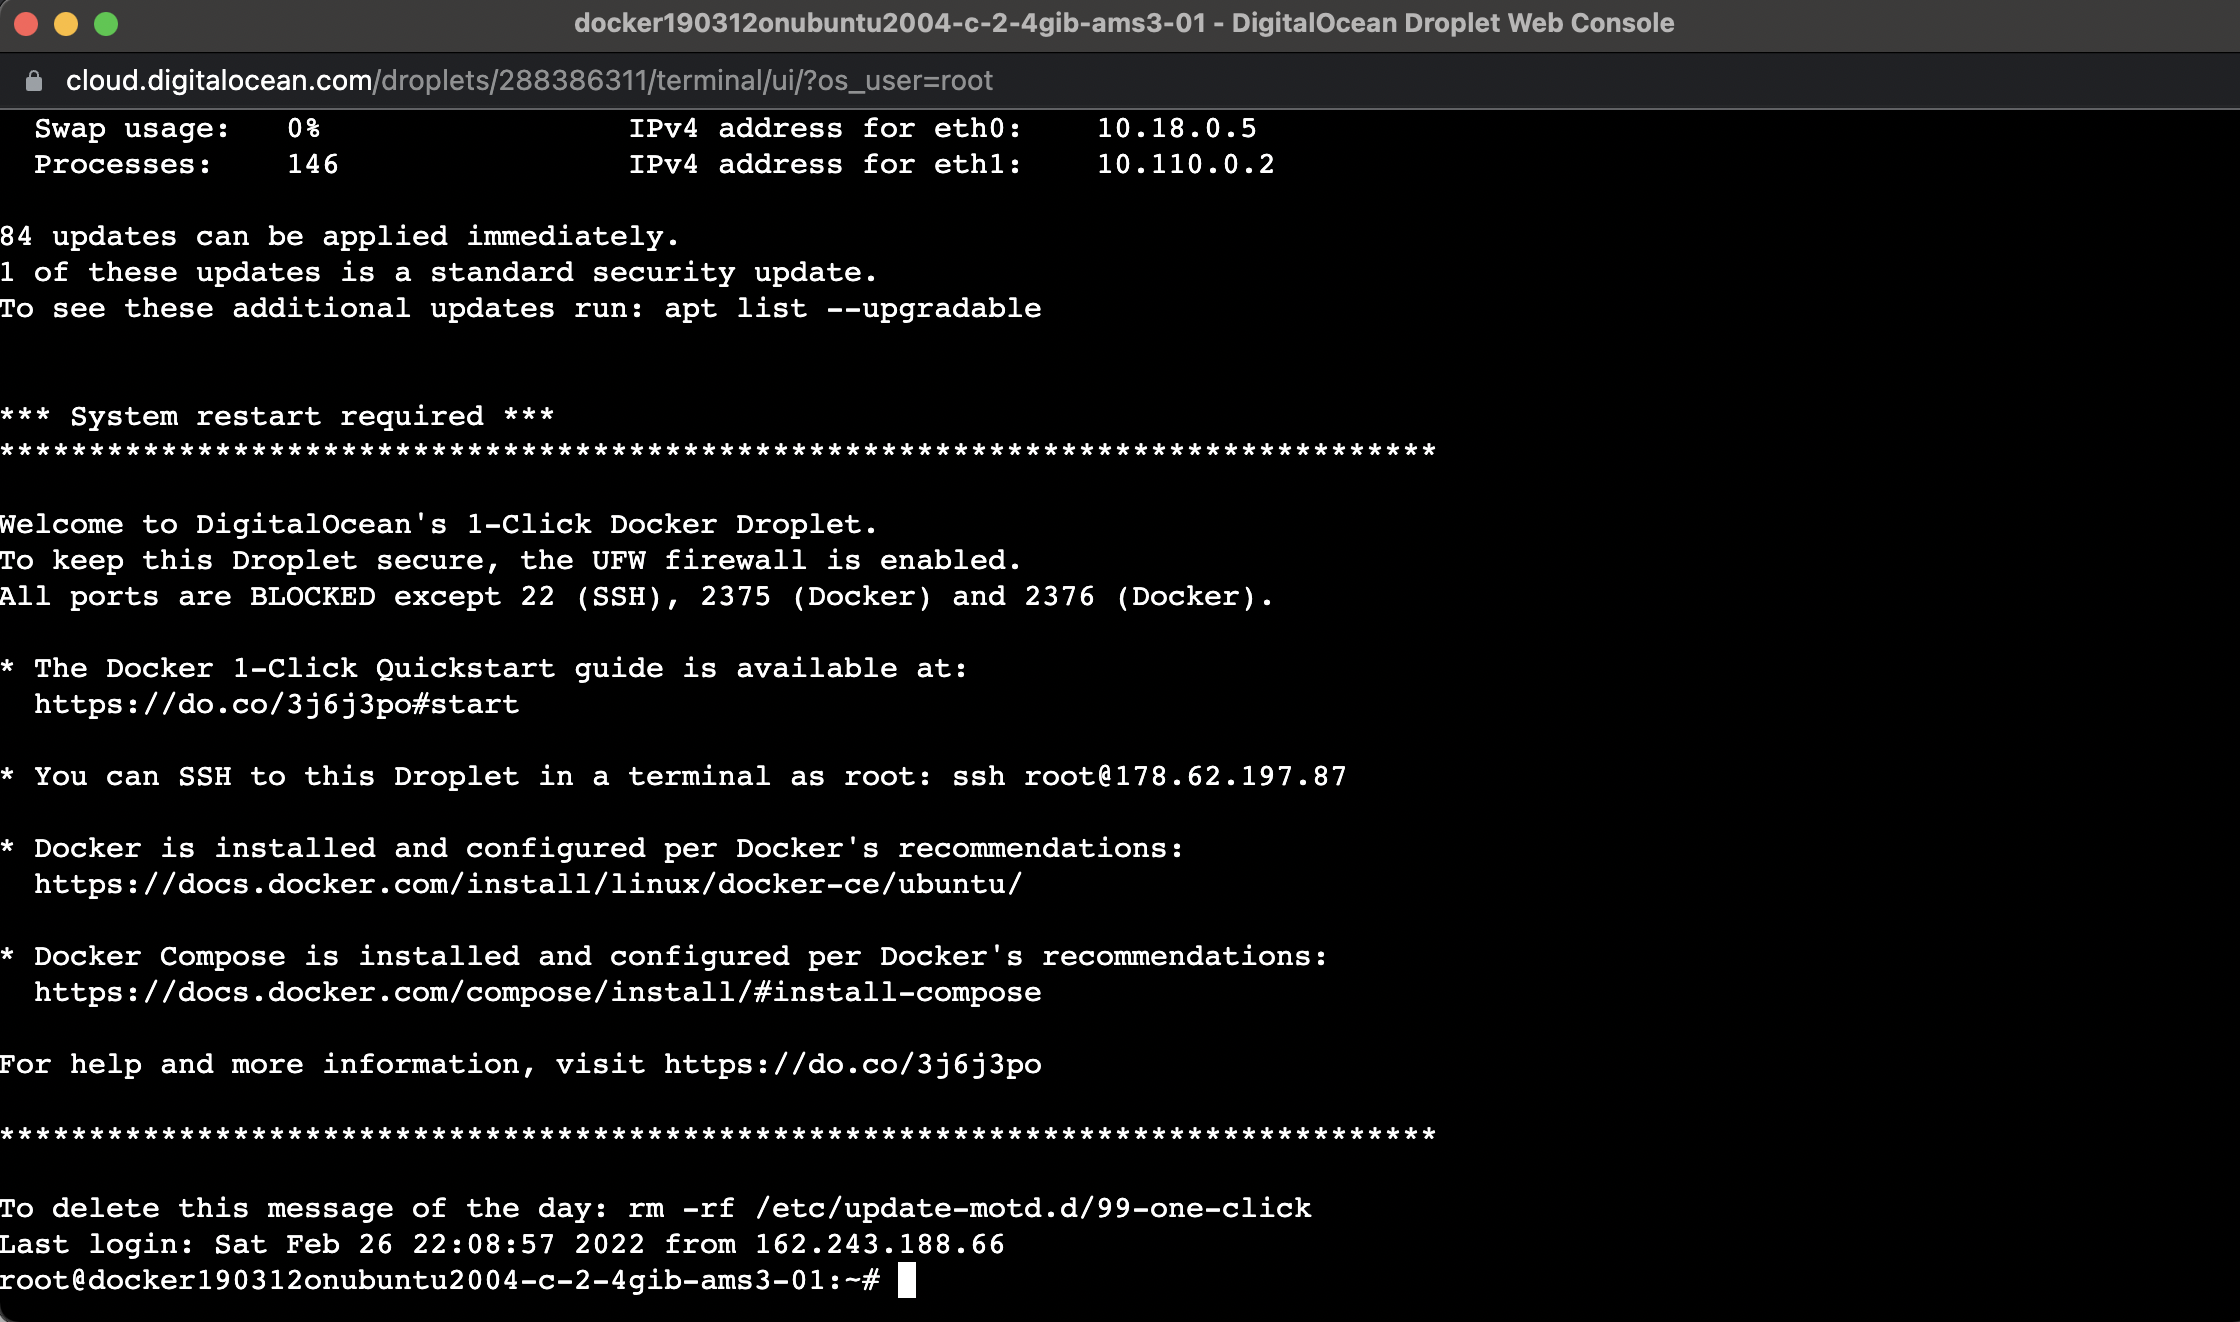 docker190312onubuntu2004-c-2-4gib-ams3-01 - DigitalOcean Droplet Web Console
cloud.digitalocean.com/droplets/288386311/terminal/ui/?os_user=root
Swap usage: 0% IPv4 address for eth0: 10.18.0.5
Processes: 146 IPv4 address for eth1: 10.110.0.2
84 updates can be applied immediately.
1 of these updates is a standard security update.
To see these additional updates run: apt list --upgradable
*** System restart required ***
********************************************************************************
Welcome to DigitalOcean's 1-Click Docker Droplet.
To keep this Droplet secure, the UFW firewall is enabled.
All ports are BLOCKED except 22 (SSH), 2375 (Docker) and 2376 (Docker).
* The Docker 1-Click Quickstart guide is available at:
https://do.co/3j6j3po#start
* You can SSH to this Droplet in a terminal as root: ssh root@178.62.197.87
* Docker is installed and configured per Docker's recommendations:
https://docs.docker.com/install/linux/docker-ce/ubuntu/
* Docker Compose is installed and configured per Docker's recommendations:
https://docs.docker.com/compose/install/#install-compose
For help and more information, visit https://do.co/3j6j3po
********************************************************************************
To delete this message of the day: rm -rf /etc/update-motd.d/99-one-click
Last login: Sat Feb 26 22:08:57 2022 from 162.243.188.66
root@docker190312onubuntu2004-c-2-4gib-ams3-01:~#